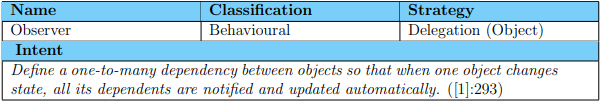 Name Classification Strategy
Observer Behavioural Delegation (Object)
Intent
Define a one-to-many dependency between objects so that when one object changes
state, all its dependents are notified and updated automatically. ([1]:293)